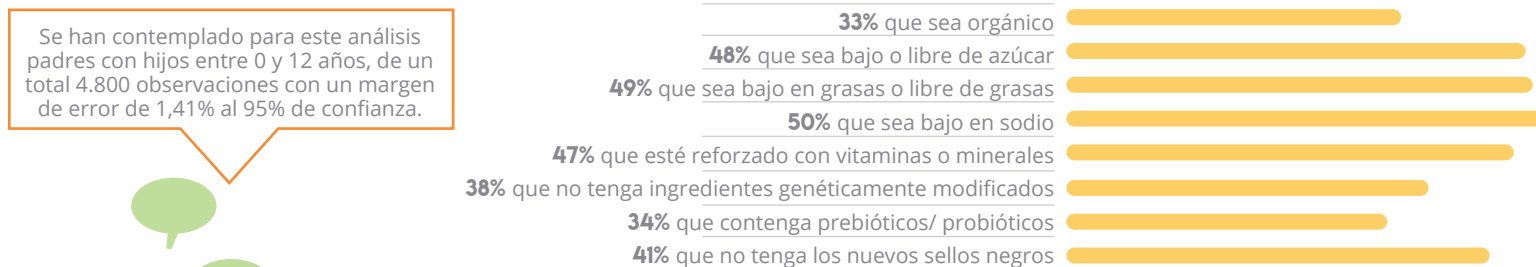 Se han contemplado para este análisis
padres con hijos entre 0 y 12 años, de un
total 4.800 observaciones con un margen
de error de 1,41% al 95% de confianza.
33% que sea orgánico
48% que sea bajo o libre de azúcar
49% que sea bajo en grasas o libre de grasas
50% que sea bajo en sodio
47% que esté reforzado con vitaminas o minerales
38% que no tenga ingredientes genéticamente modificados
34% que contenga prebióticos/ probióticos
41% que no tenga los nuevos sellos negros